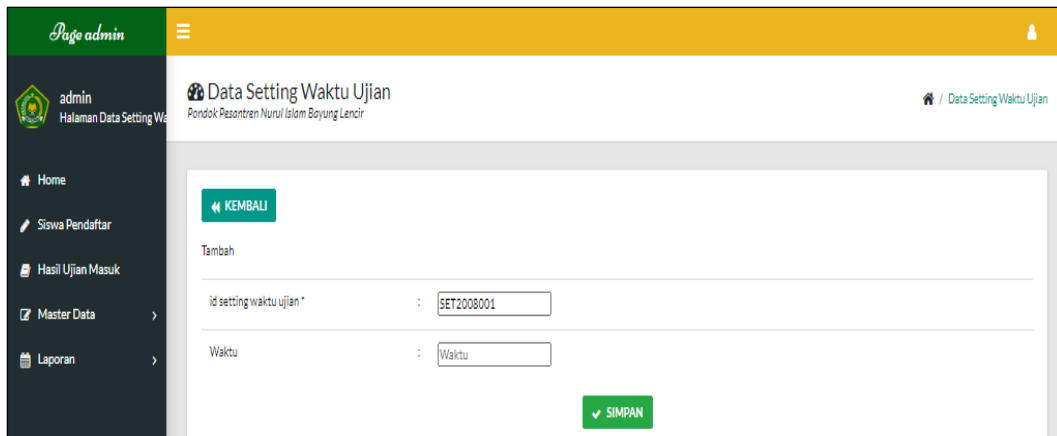 Page admin
admin
Halaman Data Setting Wa
Home
Siswa Pendaftar
Hasil Ujian Masuk
Master Data
Laporan
Data Setting Waktu Ujian
Pondok Pesantren Nurul Islam Bayung Lencir
/ Data Setting Waktu Ujian
KEMBALI
Tambah
id setting waktu ujian * : SET2008001
Waktu : Waktu
SIMPAN